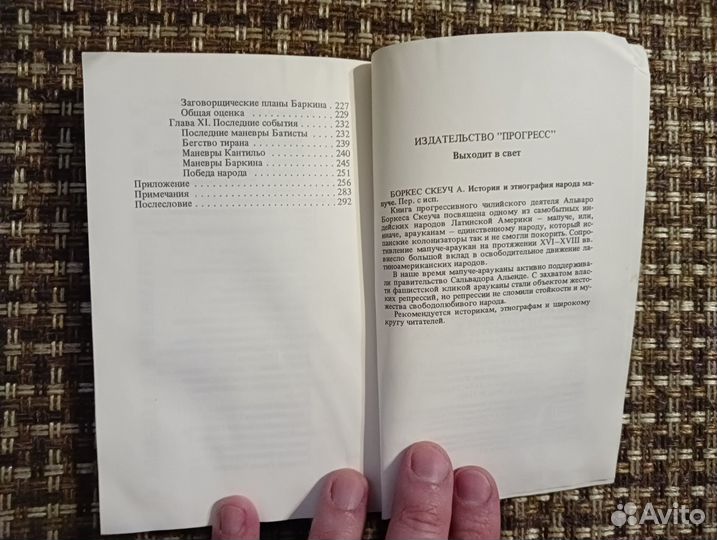 Заговорщические планы Баркина . 227
Общая оценка . . . . . . . . . . . . 229
Глава XI. Последние события . . . . 232
Последние маневры Батисты . . . . 232
Бегство тирана . . . . . . . . . . . 239
Маневры Кантильо . . . . . . . . . 240
Маневры Баркина . . . . . . . . . . 245
Победа народа . . . . . . . . . . . 251
Приложение . . . . . . . . . . . . . . . 256
Примечания . . . . . . . . . . . . . . . 283
Послесловие . . . . . . . . . . . . . . . 292
ИЗДАТЕЛЬСТВО "ПРОГРЕСС"
Выходит в свет
БОРКЕС СКЕУЧ А. История и этнография народа ма-
пуче. Пер. с исп.
Книга прогрессивного чилийского деятеля Альваро
Боркеса Скеуча посвящена одному из самобытных ин-
дейских народов Латинской Америки – мапуче, или,
иначе, арауканам – единственному народу, который ис-
панские колонизаторы так и не смогли покорить. Сопро-
тивление мапуче-араукан на протяжении XVI–XVIII вв.
внесло большой вклад в освободительное движение ла-
тиноамериканских народов.
В наше время мапуче-арауканы активно поддержива-
ли правительство Сальвадора Альенде. С захватом влас-
ти фашистской кликой арауканы стали объектом жесто-
ких репрессий, но репрессии не сломили стойкости и му-
жества свободолюбивого народа.
Рекомендуется историкам, этнографам и широкому
кругу читателей.
Avito